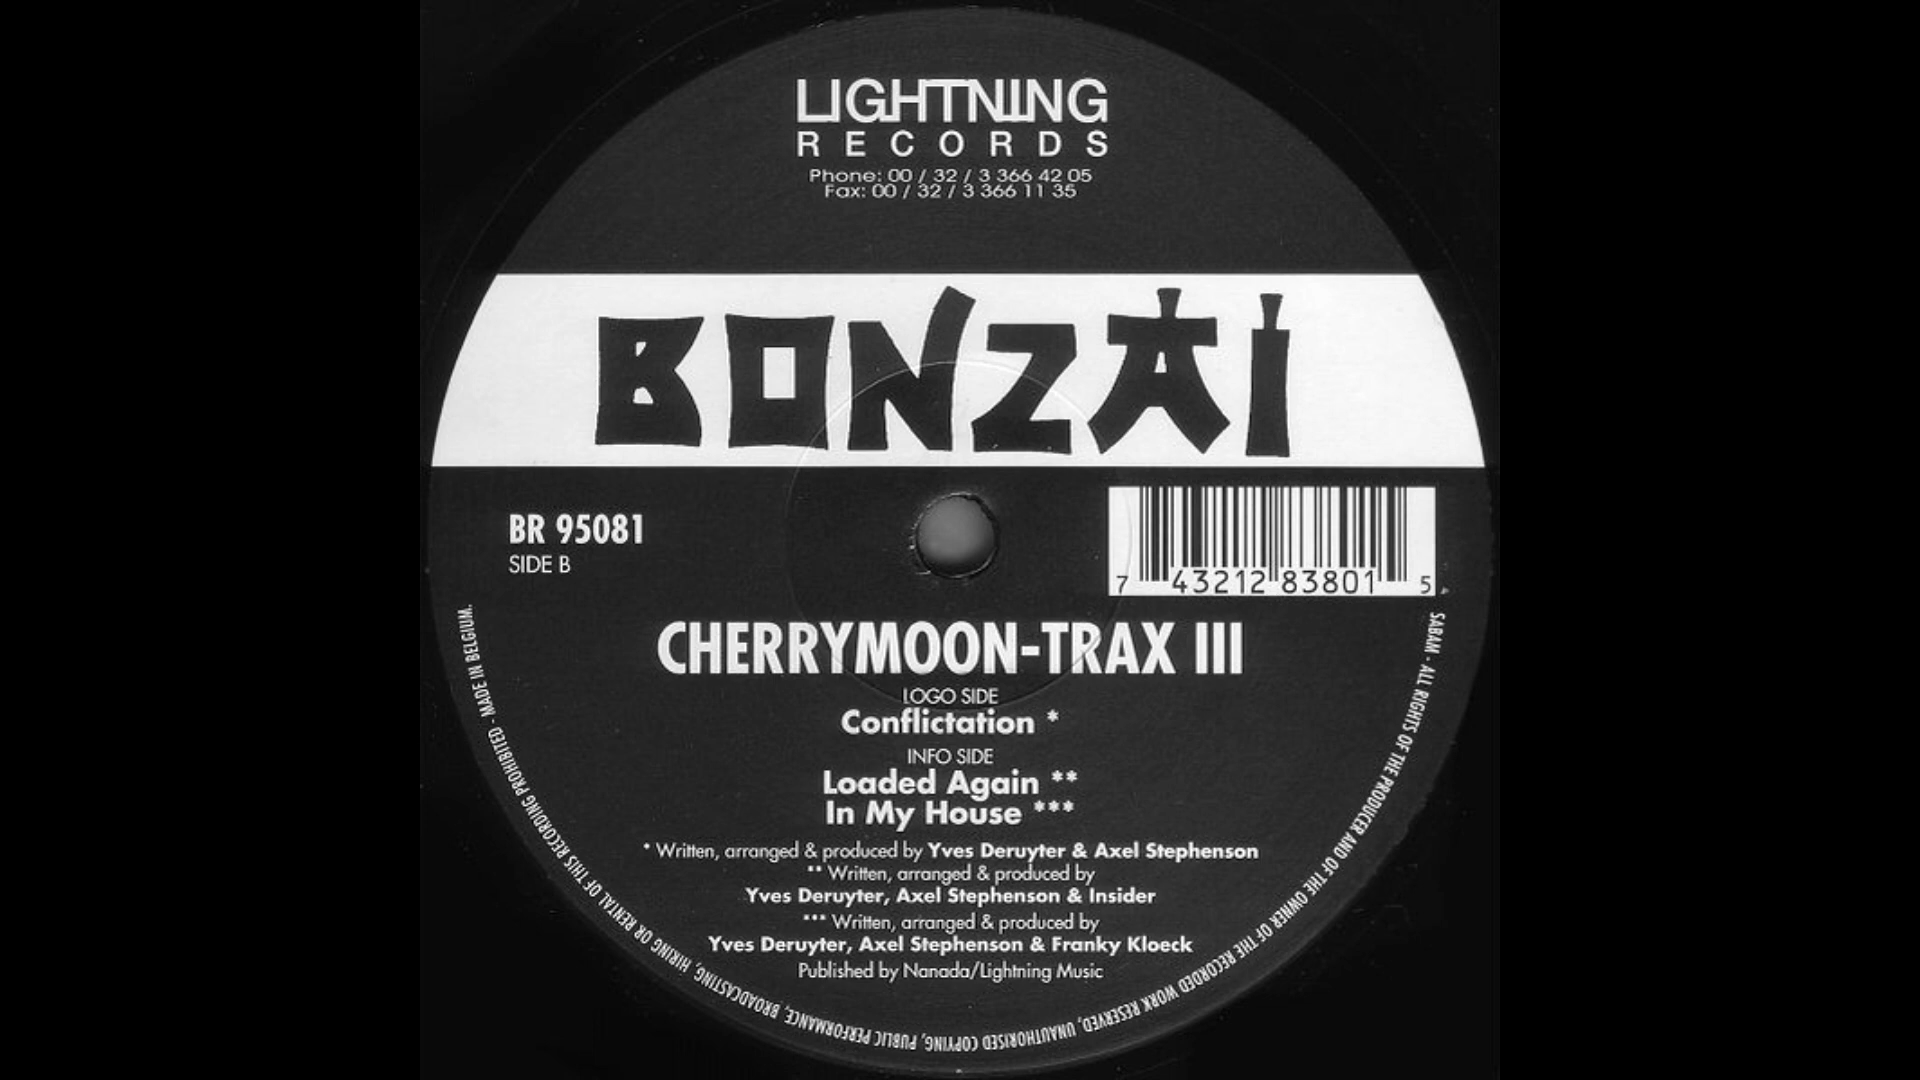 LIGHTNING
RECORDS
Phone: 00 / 32 / 3 366 42 05
Fax: 00 / 32 / 3 366 11 35
BONZAI
BR 95081
SIDE B
7 43212 83801 5
CHERRYMOON-TRAX III
LOGO SIDE
Conflictation *
INFO SIDE
Loaded Again **
In My House ***
* Written, arranged & produced by Yves Deruyter & Axel Stephenson
** Written, arranged & produced by
Yves Deruyter, Axel Stephenson & Insider
*** Written, arranged & produced by
Yves Deruyter, Axel Stephenson & Franky Kloeck
Published by Nanada/Lightning Music
SABAM - ALL RIGHTS OF THE PRODUCER AND OF THE OWNER OF THE RECORDED WORK RESERVED, UNAUTHORISED COPYING, PUBLIC PERFORMANCE, BROADCASTING, HIRING OR RENTAL OF THIS RECORDING PROHIBITED - MADE IN BELGIUM.